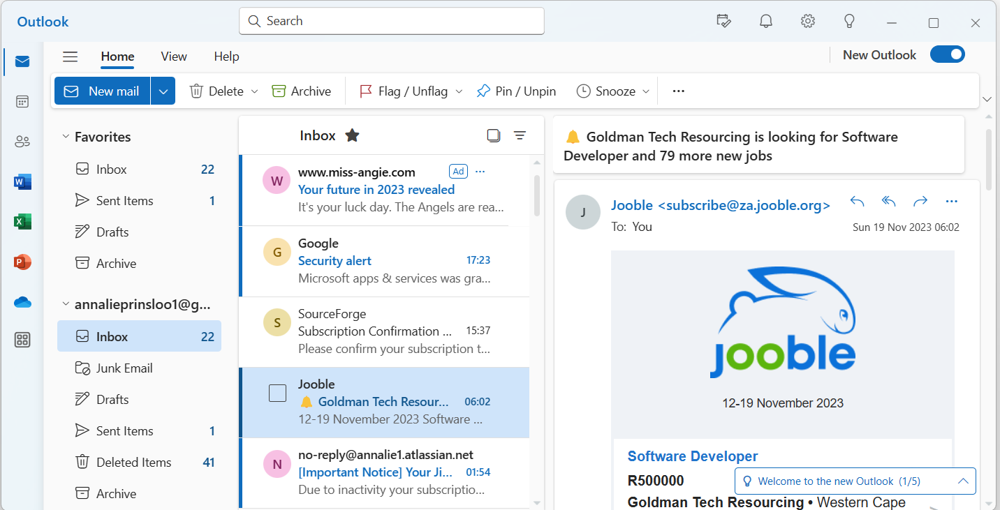 Outlook
Search
Home View Help
New Outlook
New mail Delete Archive Flag / Unflag Pin / Unpin Snooze ...
Favorites
Inbox 22
Sent Items 1
Drafts
Archive
annalieprinsloo1@g...
Inbox 22
Junk Email
Drafts
Sent Items 1
Deleted Items 41
Archive
Inbox
W
www.miss-angie.com Ad ...
Your future in 2023 revealed
It's your luck day. The Angels are rea...
G
Google
Security alert 17:23
Microsoft apps & services was gra...
S
SourceForge
Subscription Confirmation ... 15:37
Please confirm your subscription t...
Jooble
Goldman Tech Resour... 06:02
12-19 November 2023 Software ...
N
no-reply@annalie1.atlassian.net
[Important Notice] Your Ji... 01:54
Due to inactivity your subscriptio...
Goldman Tech Resourcing is looking for Software
Developer and 79 more new jobs
J
Jooble <subscribe@za.jooble.org> ...
To: You
Sun 19 Nov 2023 06:02
jooble
12-19 November 2023
Software Developer
R500000
Goldman Tech Resourcing • Western Cape
Welcome to the new Outlook (1/5)